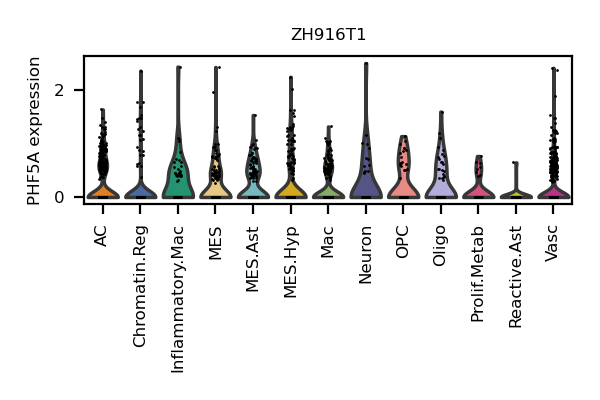 ZH916T1
PHF5A expression
2
0
AC
Chromatin.Reg
Inflammatory.Mac
MES
MES.Ast
MES.Hyp
Mac
Neuron
OPC
Oligo
Prolif.Metab
Reactive.Ast
Vasc